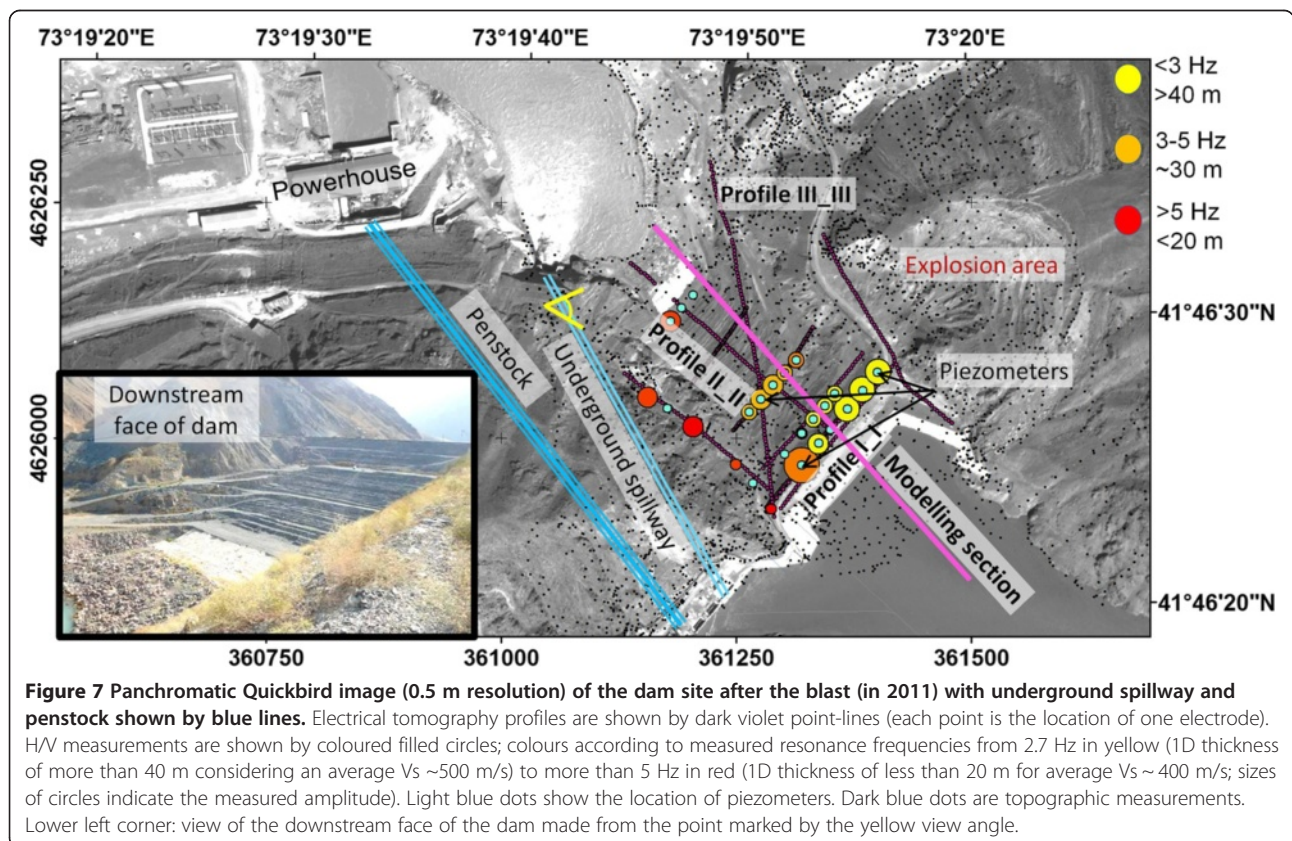 73°19'20"E 73°19'30"E 73°19'40"E 73°19'50"E 73°20"E
<3 Hz
>40 m
3-5 Hz
~30 m
>5 Hz
<20 m
4626250
4626000
41°46'30"N
41°46'20"N
Powerhouse
Profile III_III
Explosion area
Penstock
Underground spillway
Profile II_II
Piezometers
Profile I_I
Modelling section
Downstream
face of dam
360750 361000 361250 361500
Figure 7 Panchromatic Quickbird image (0.5 m resolution) of the dam site after the blast (in 2011) with underground spillway and
penstock shown by blue lines. Electrical tomography profiles are shown by dark violet point-lines (each point is the location of one electrode).
H/V measurements are shown by coloured filled circles; colours according to measured resonance frequencies from 2.7 Hz in yellow (1D thickness
of more than 40 m considering an average Vs ~500 m/s) to more than 5 Hz in red (1D thickness of less than 20 m for average Vs ~ 400 m/s; sizes
of circles indicate the measured amplitude). Light blue dots show the location of piezometers. Dark blue dots are topographic measurements.
Lower left corner: view of the downstream face of the dam made from the point marked by the yellow view angle.